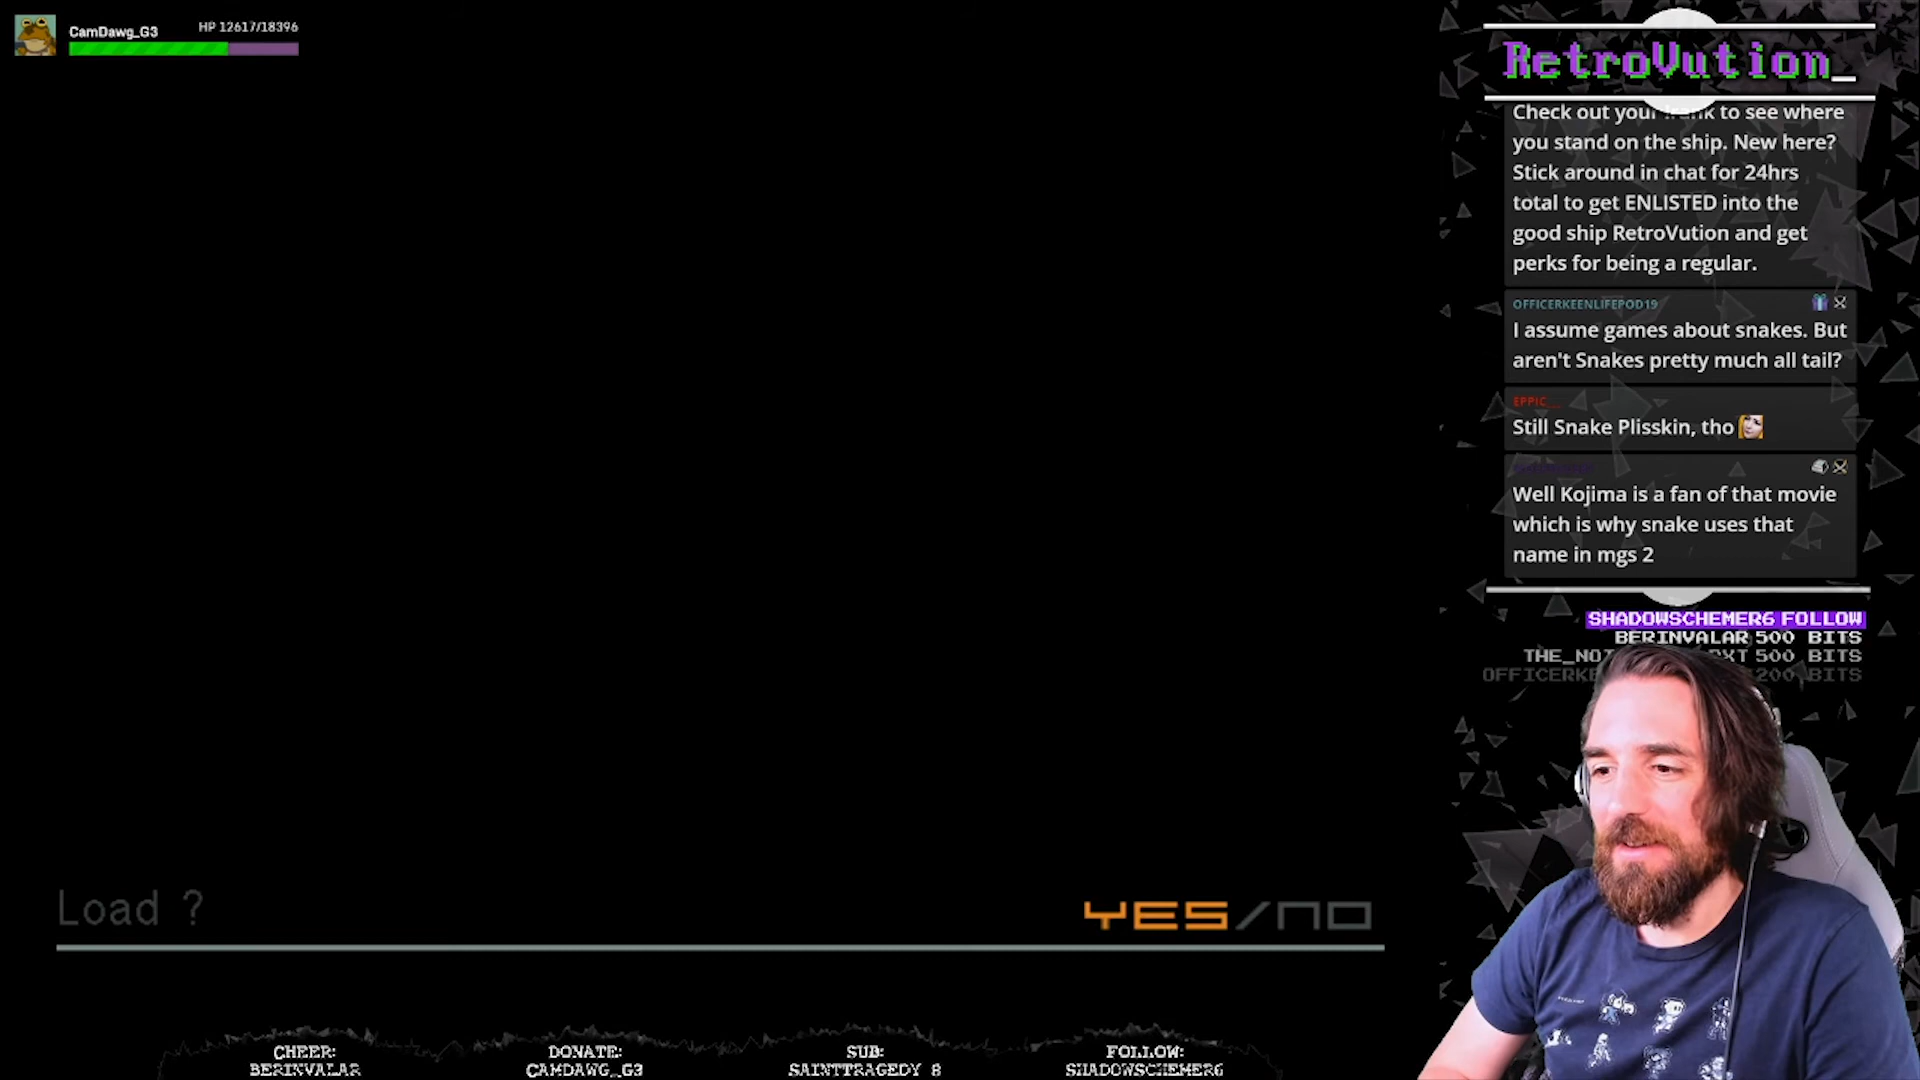 CamDawg_G3
HP 12617/18396
RetroVution_
Check out your !rank to see where
you stand on the ship. New here?
Stick around in chat for 24hrs
total to get ENLISTED into the
good ship RetroVution and get
perks for being a regular.
OFFICERKEENLIFEPOD19
I assume games about snakes. But
aren't Snakes pretty much all tail?
EPPIC__
Still Snake Plisskin, tho
Well Kojima is a fan of that movie
which is why snake uses that
name in mgs 2
SHADOWSCHEMER6 FOLLOW
BERINVALAR 500 BITS
500 BITS
200 BITS
Load ?
YES/NO
CHEER:
BERINVALAR
DONATE:
CAMDAWG_G3
SUB:
SAINTTRAGEDY 8
FOLLOW:
SHADOWSCHEMER6